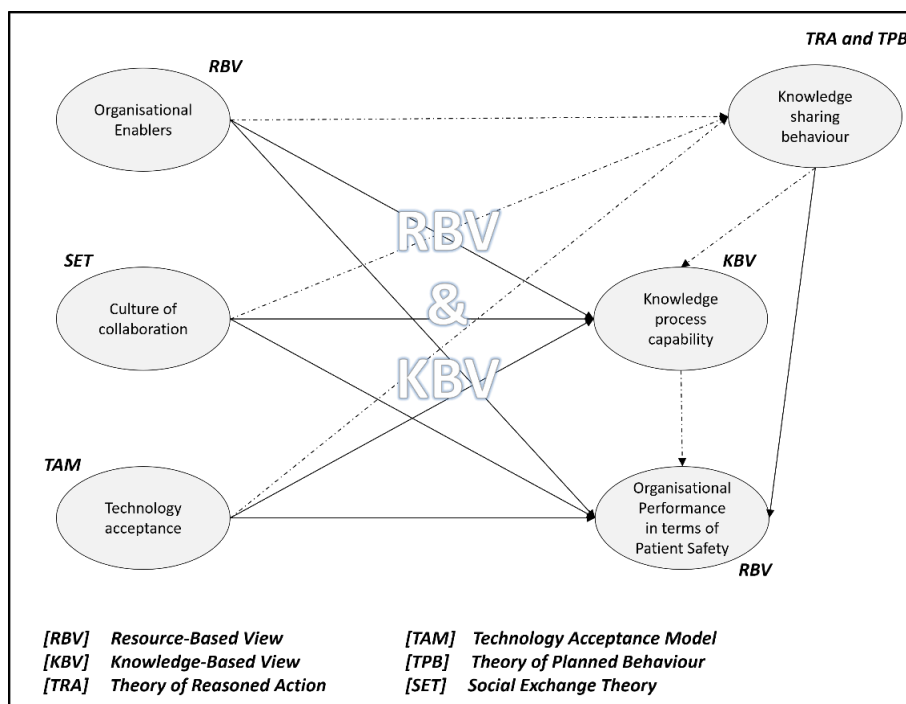 TRA and TPB
RBV
Organisational
Enablers
Knowledge
sharing
behaviour
RBV
&
KBV
SET
Culture of
collaboration
KBV
Knowledge
process
capability
TAM
Technology
acceptance
Organisational
Performance
in terms of
Patient Safety
RBV
[RBV] Resource-Based View
[KBV] Knowledge-Based View
[TRA] Theory of Reasoned Action
[TAM] Technology Acceptance Model
[TPB] Theory of Planned Behaviour
[SET] Social Exchange Theory